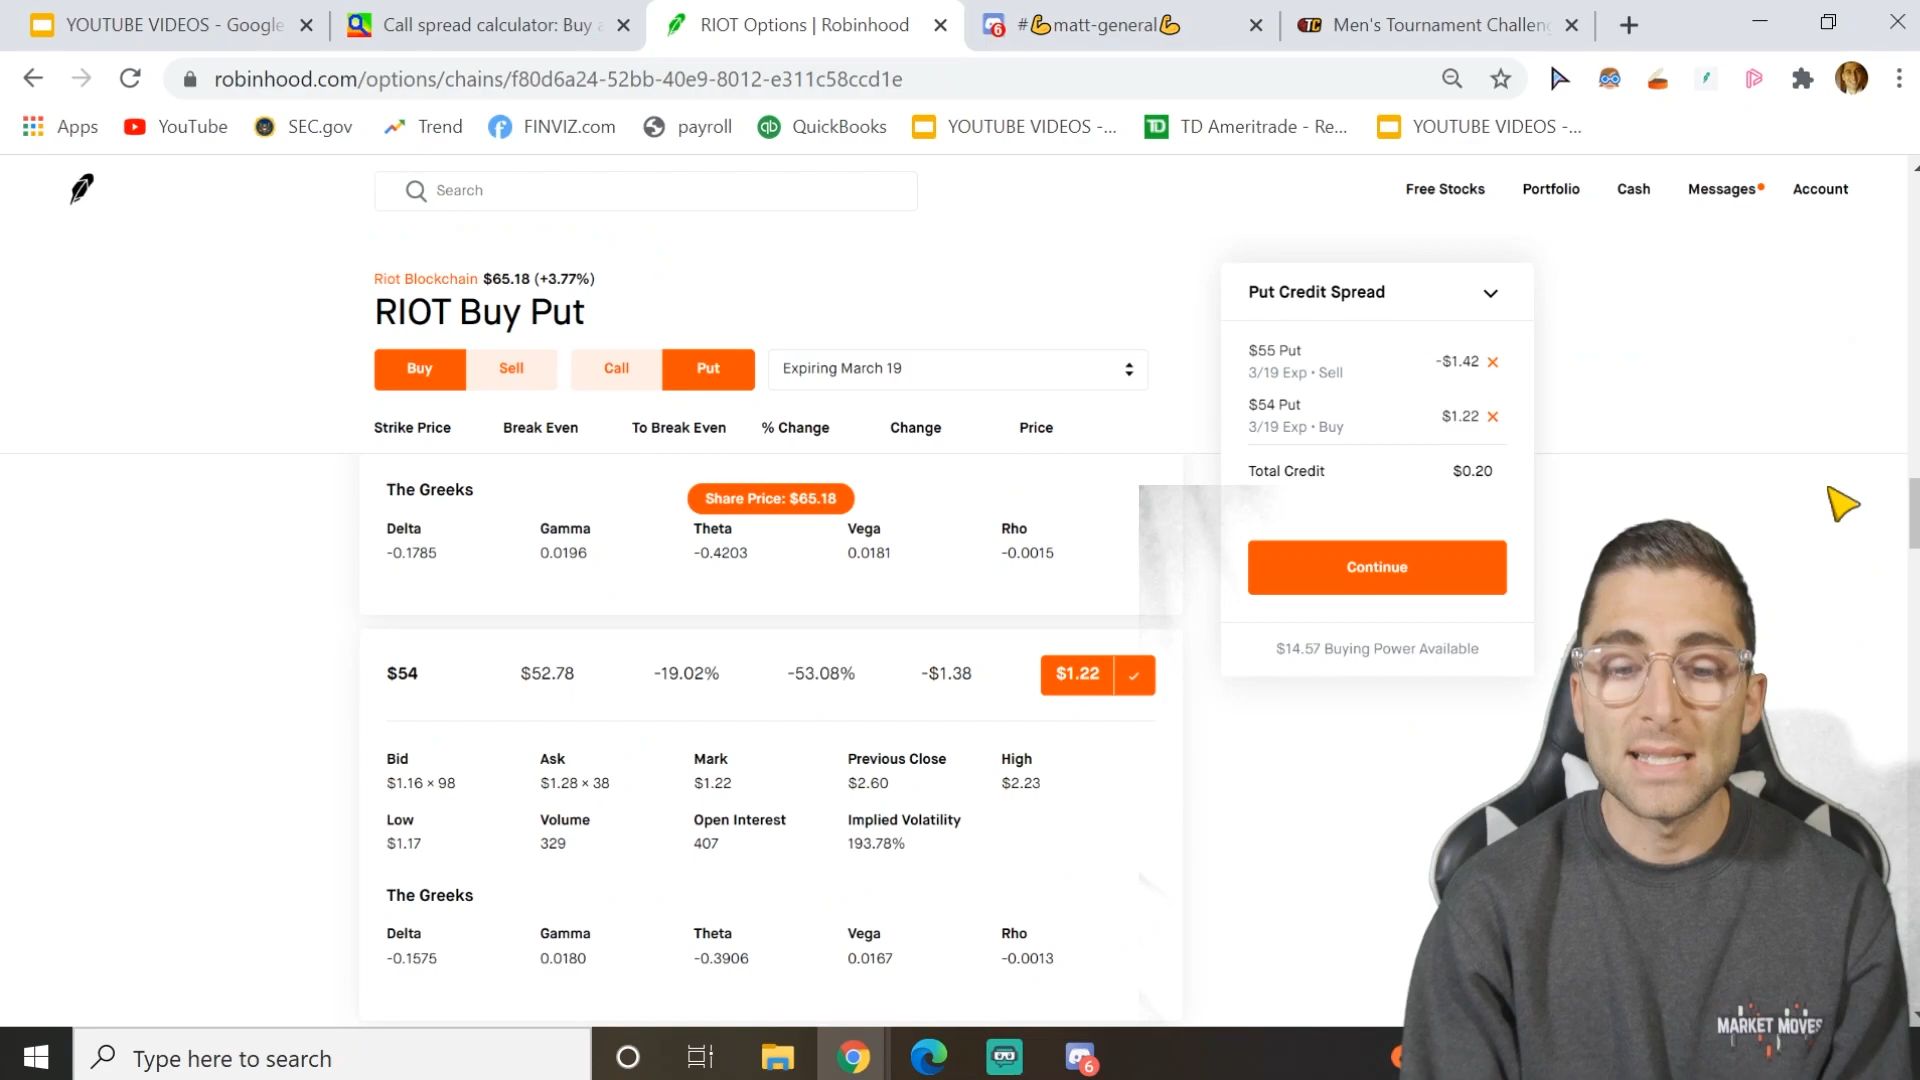 YOUTUBE VIDEOS - Google
Call spread calculator: Buy a
RIOT Options | Robinhood
#💪matt-general💪
Men's Tournament Challeng
robinhood.com/options/chains/f80d6a24-52bb-40e9-8012-e311c58ccd1e
Apps
YouTube
SEC.gov
Trend
FINVIZ.com
payroll
QuickBooks
YOUTUBE VIDEOS -...
TD Ameritrade - Re...
YOUTUBE VIDEOS -...
Search
Free Stocks
Portfolio
Cash
Messages
Account
Riot Blockchain $65.18 (+3.77%)
RIOT Buy Put
Buy
Sell
Call
Put
Expiring March 19
Strike Price
Break Even
To Break Even
% Change
Change
Price
The Greeks
Share Price: $65.18
Delta
Gamma
Theta
Vega
Rho
-0.1785
0.0196
-0.4203
0.0181
-0.0015
$54
$52.78
-19.02%
-53.08%
-$1.38
$1.22
Bid
Ask
Mark
Previous Close
High
$1.16 × 98
$1.28 × 38
$1.22
$2.60
$2.23
Low
Volume
Open Interest
Implied Volatility
$1.17
329
407
193.78%
The Greeks
Delta
Gamma
Theta
Vega
Rho
-0.1575
0.0180
-0.3906
0.0167
-0.0013
Put Credit Spread
$55 Put
-$1.42
3/19 Exp • Sell
$54 Put
$1.22
3/19 Exp • Buy
Total Credit
$0.20
Continue
$14.57 Buying Power Available
MARKET MOVES
Type here to search
6
6
TD
qb